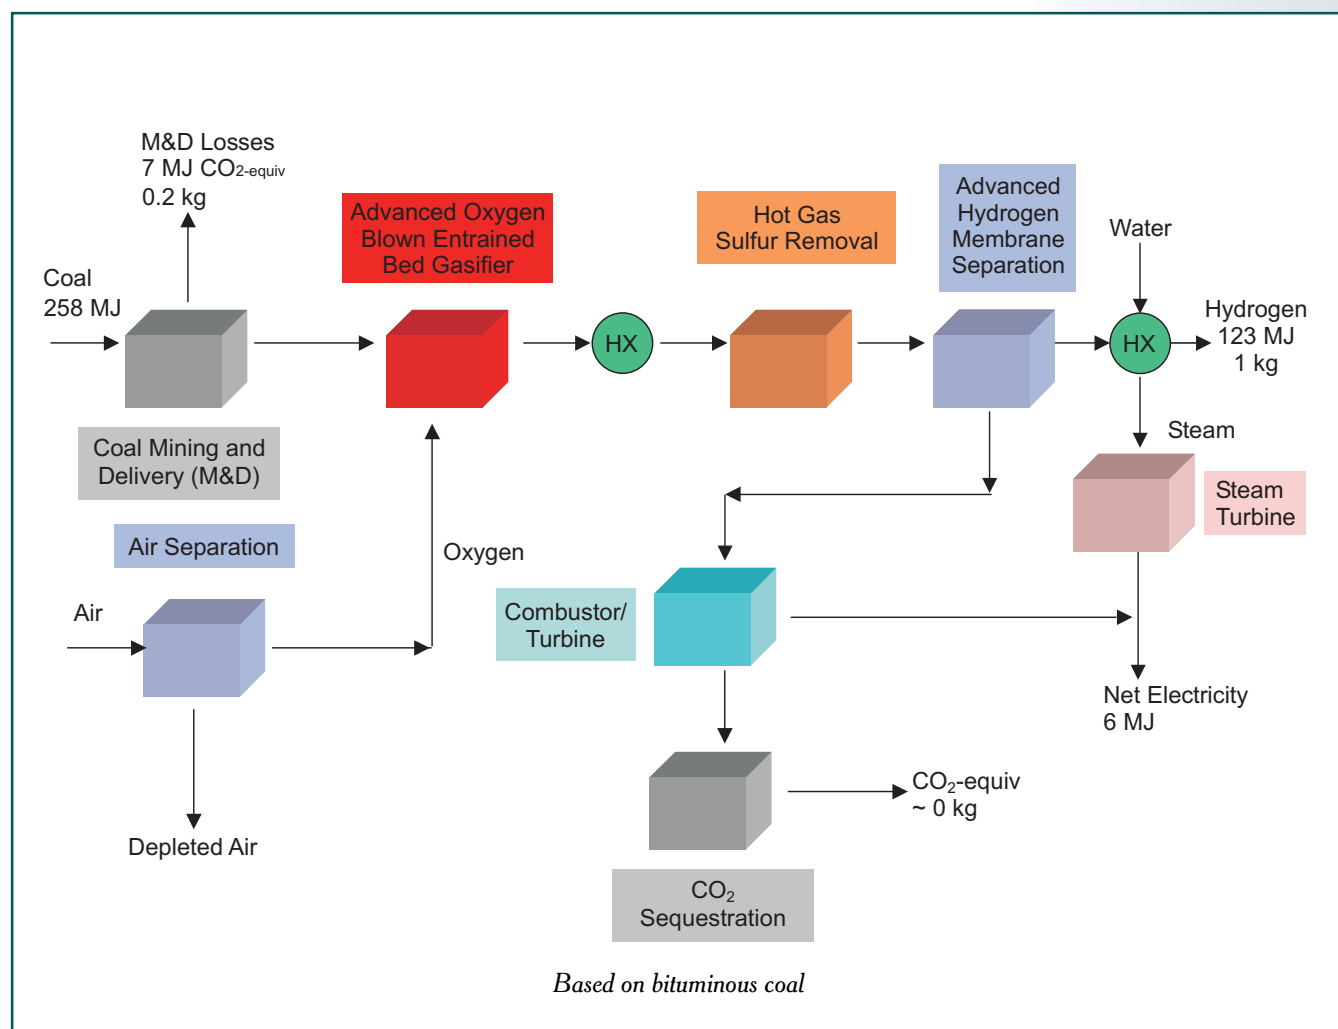 M&D Losses
7 MJ CO2-equiv
0.2 kg
Advanced Oxygen
Blown Entrained
Bed Gasifier
Hot Gas
Sulfur Removal
Advanced
Hydrogen
Membrane
Separation
Water
Coal
258 MJ
HX
HX
Hydrogen
123 MJ
1 kg
Coal Mining and
Delivery (M&D)
Steam
Steam
Turbine
Air Separation
Oxygen
Air
Combustor/
Turbine
Net Electricity
6 MJ
CO₂-equiv
~ 0 kg
Depleted Air
CO₂
Sequestration
Based on bituminous coal